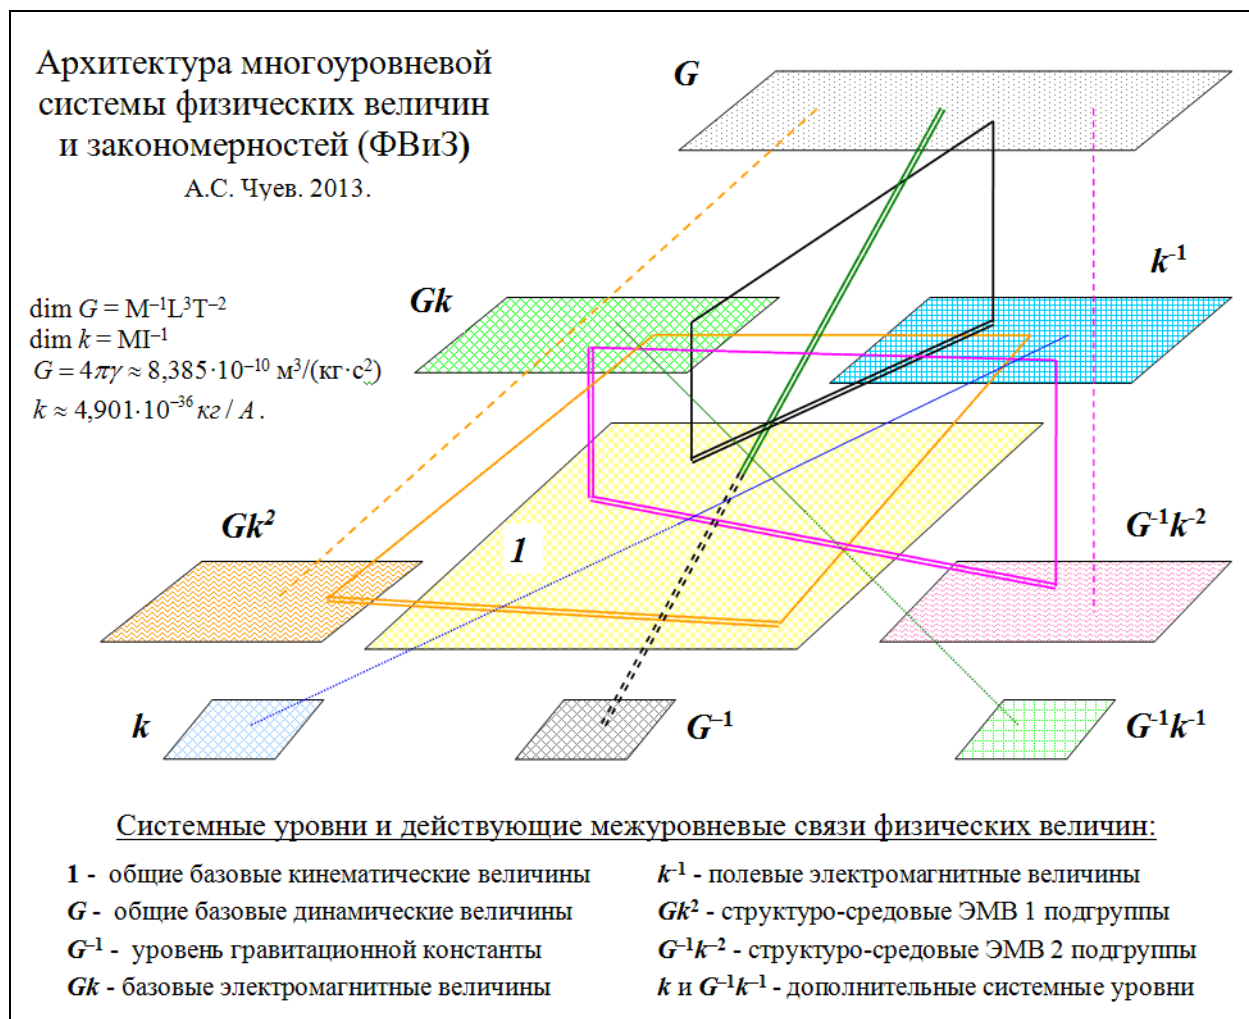 Архитектура многоуровневой
системы физических величин
и закономерностей (ФВиЗ)
А.С. Чуев. 2013.
G
k⁻¹
Gk
dim G = M⁻¹L³T⁻²
dim k = MI⁻¹
G = 4πγ ≈ 8,385·10⁻¹⁰ м³/(кг·с²)
k ≈ 4,901·10⁻³⁶ кг / А .
Gk²
1
G⁻¹k⁻²
k
G⁻¹
G⁻¹k⁻¹
Системные уровни и действующие межуровневые связи физических величин:
1 - общие базовые кинематические величины
G - общие базовые динамические величины
G⁻¹ - уровень гравитационной константы
Gk - базовые электромагнитные величины
k⁻¹ - полевые электромагнитные величины
Gk² - структуро-средовые ЭМВ 1 подгруппы
G⁻¹k⁻² - структуро-средовые ЭМВ 2 подгруппы
k и G⁻¹k⁻¹ - дополнительные системные уровни